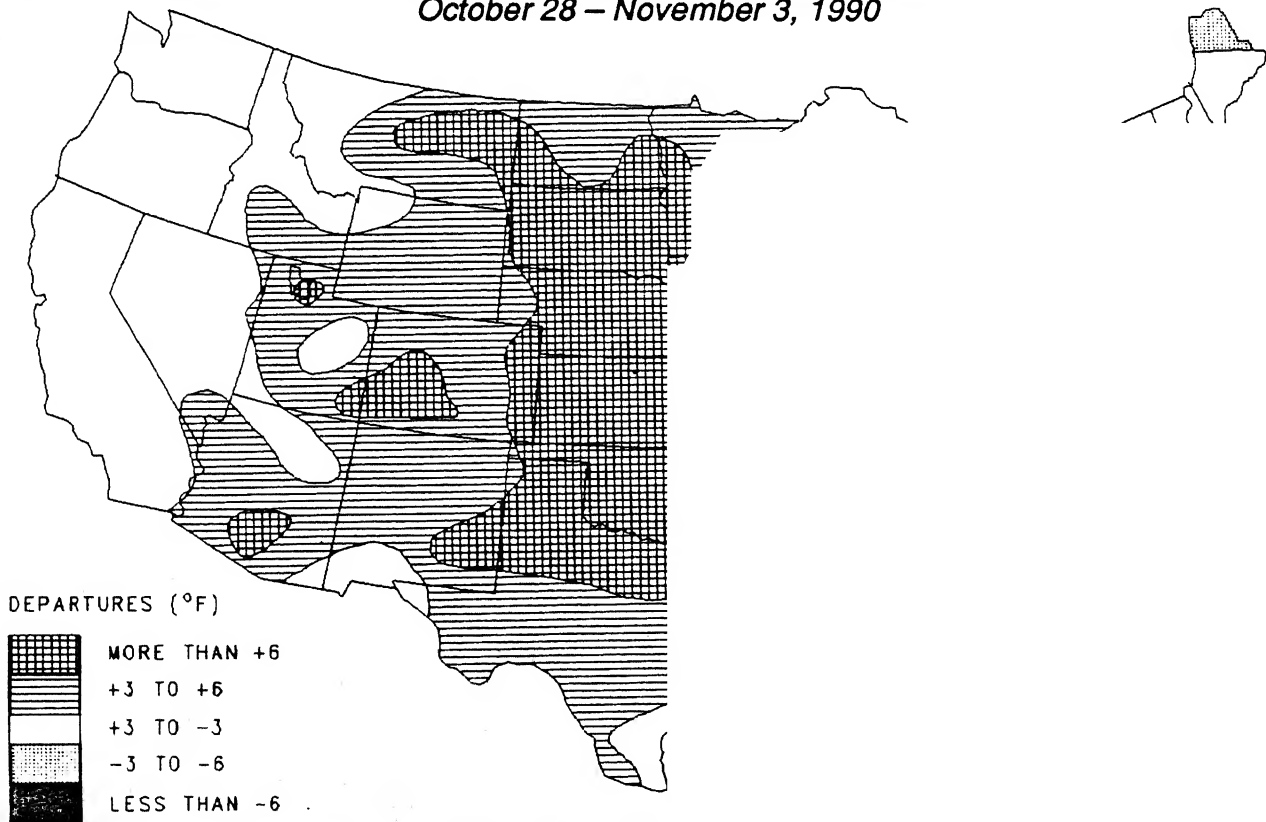 October 28 – November 3, 1990
DEPARTURES (°F)
MORE THAN +6
+3 TO +6
+3 TO -3
-3 TO -6
LESS THAN -6